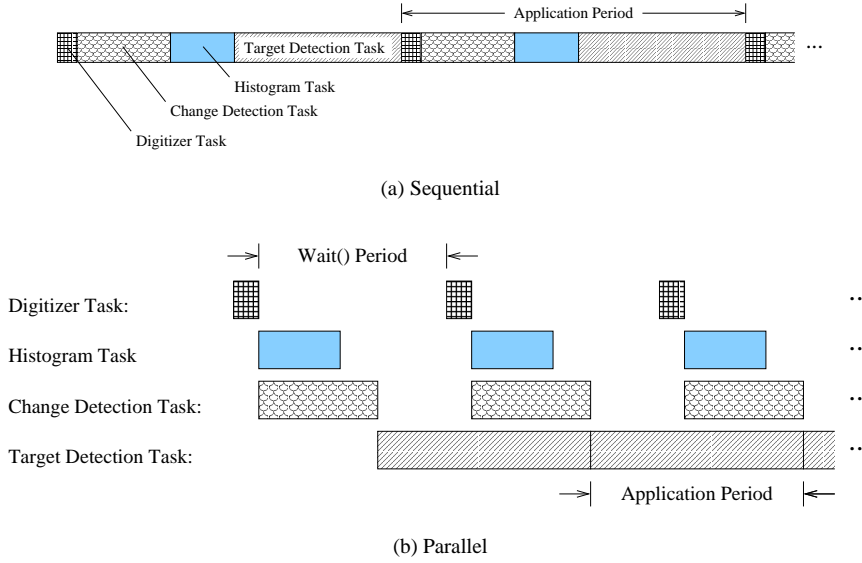 Application Period
Target Detection Task
...
Histogram Task
Change Detection Task
Digitizer Task
(a) Sequential
Wait() Period
Digitizer Task:
..
Histogram Task
..
Change Detection Task:
..
Target Detection Task:
..
Application Period
(b) Parallel